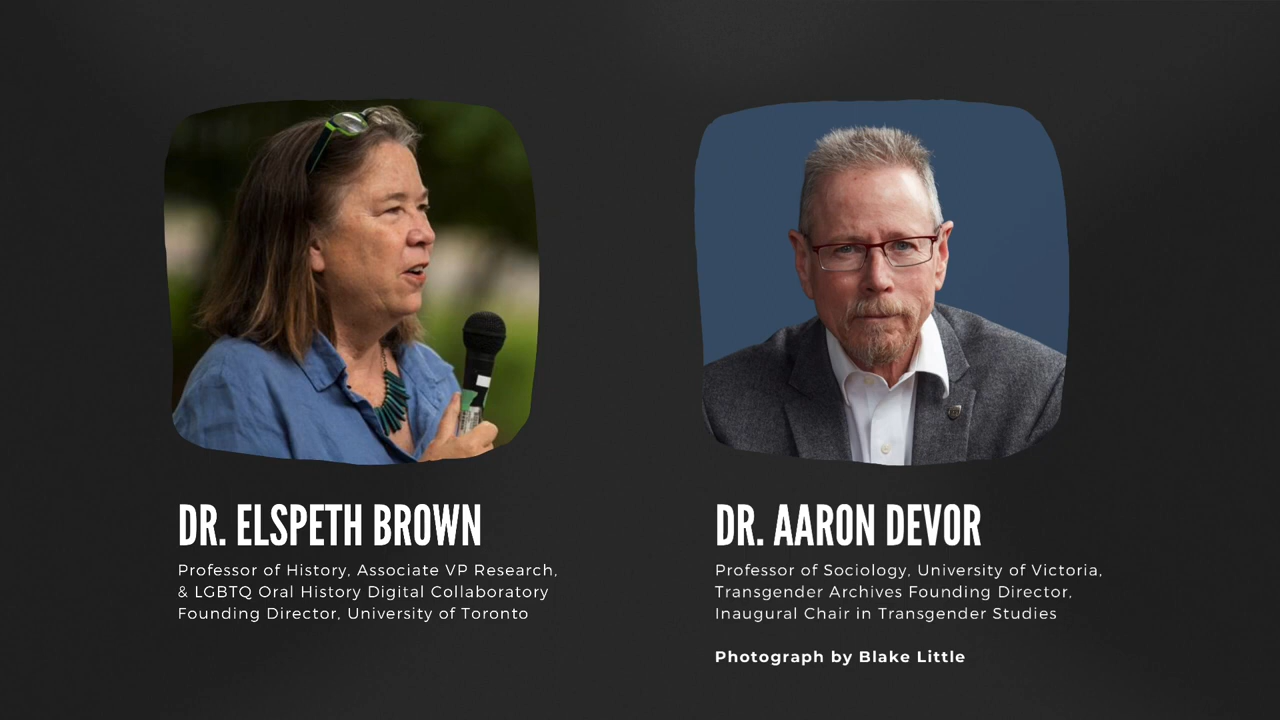 DR. ELSPETH BROWN
Professor of History, Associate VP Research,
& LGBTQ Oral History Digital Collaboratory
Founding Director, University of Toronto
DR. AARON DEVOR
Professor of Sociology, University of Victoria,
Transgender Archives Founding Director,
Inaugural Chair in Transgender Studies
Photograph by Blake Little